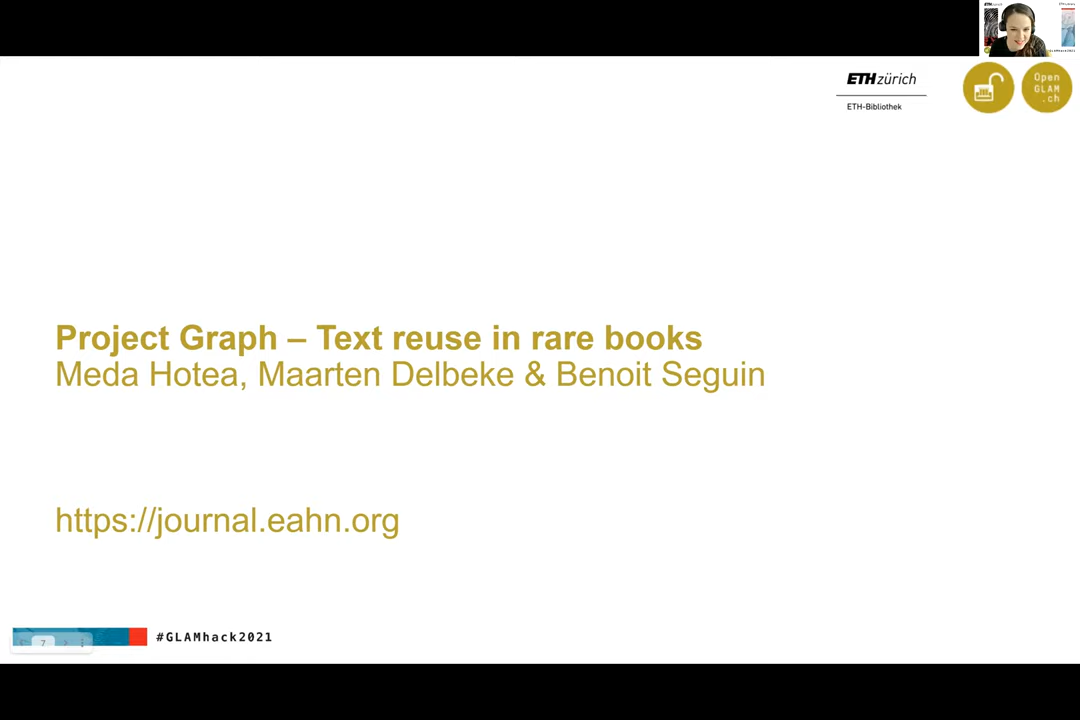 ETH zürich
ETH-Bibliothek
Open
GLAM
.ch
Project Graph – Text reuse in rare books
Meda Hotea, Maarten Delbeke & Benoit Seguin
https://journal.eahn.org
7
#GLAMhack2021